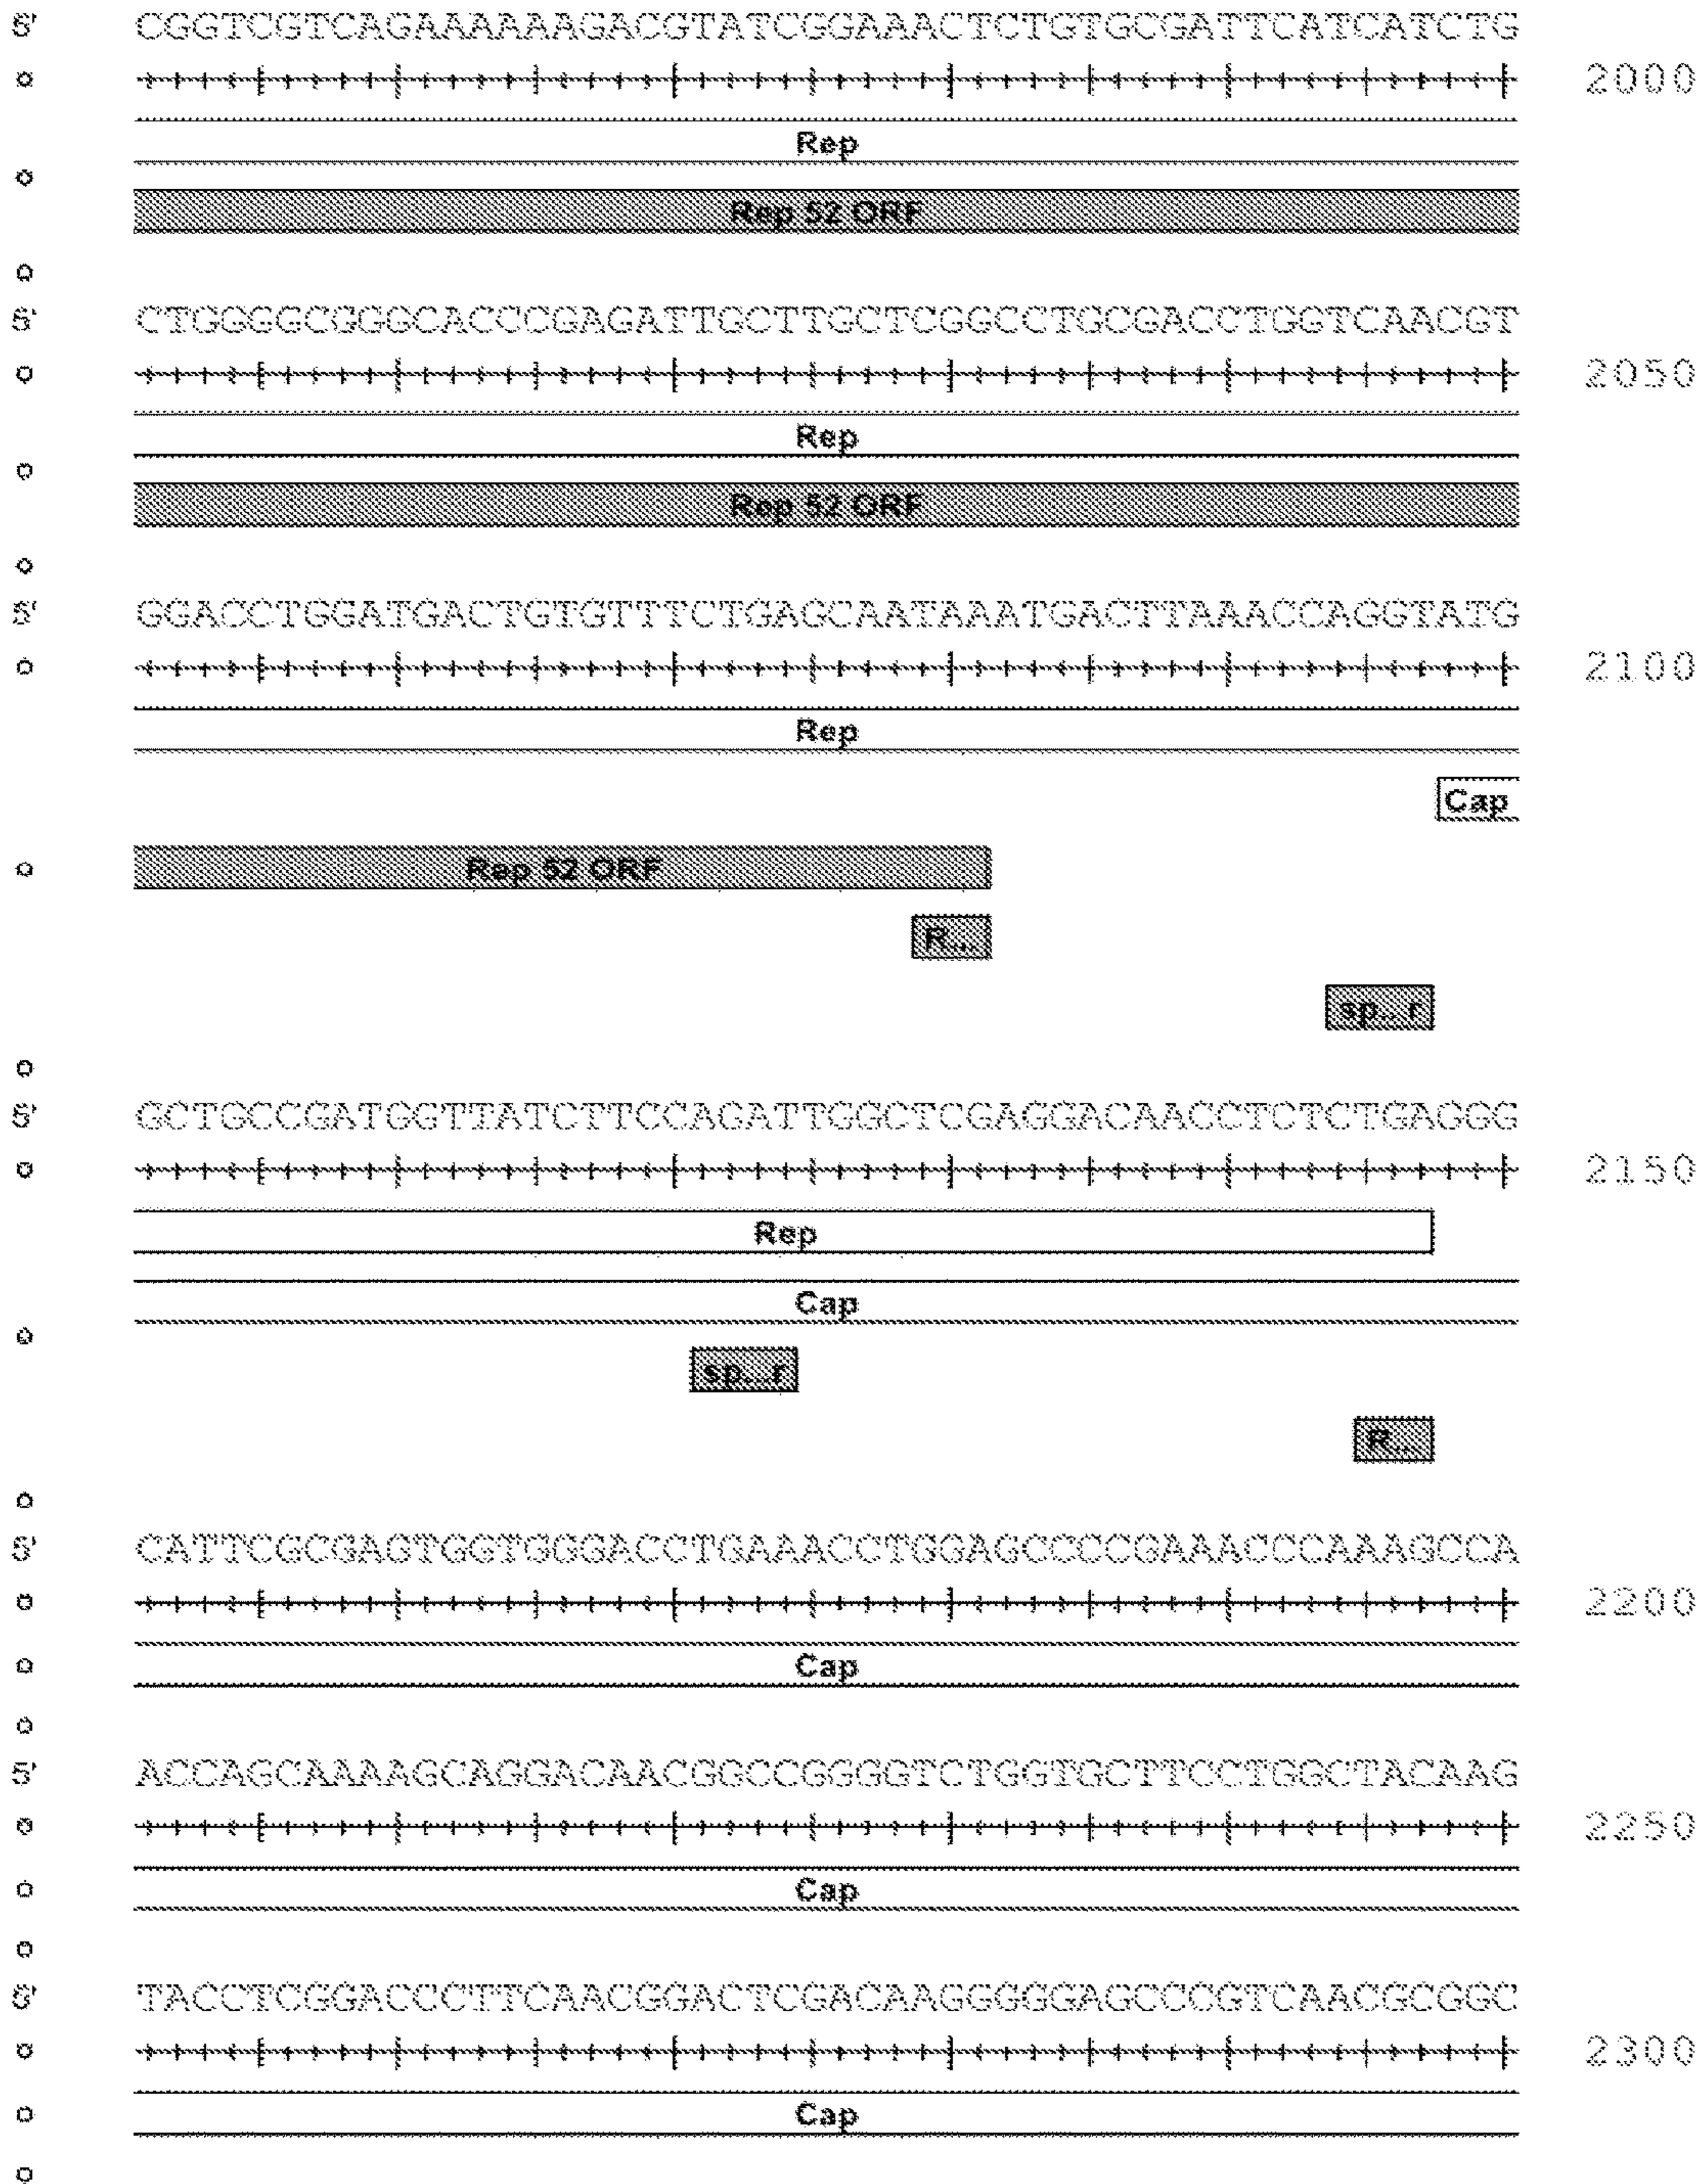 5' CGGTCGTCAGAAAAAAGACGTATCGGAAACTCTGTGCGATTCATCATCTG
2000
Rep
Rep 52 ORF
5' CTGGGGCGGGCACCCGAGATTGCTTGCTCGGCCTGCGACCTGGTCAACGT
2050
Rep
Rep 52 ORF
5' GGACCTGGATGACTGTGTTTCTGAGCAATAAATGACTTAAACCAGGTATG
2100
Rep
Cap
Rep 52 ORF
R...
sp...r
5' GCTGCCGATGGTTATCTTCCAGATTGGCTCGAGGACAACCTCTCTGAGGG
2150
Rep
Cap
sp...r
R...
5' CATTCGCGAGTGGTGGGACCTGAAACCTGGAGCCCCGAAACCCAAAGCCA
2200
Cap
5' ACCAGCAAAAGCAGGACAACGGCCGGGGTCTGGTGCTTCCTGGCTACAAG
2250
Cap
5' TACCTCGGACCCTTCAACGGACTCGACAAGGGGGAGCCCGTCAACGCGGC
2300
Cap